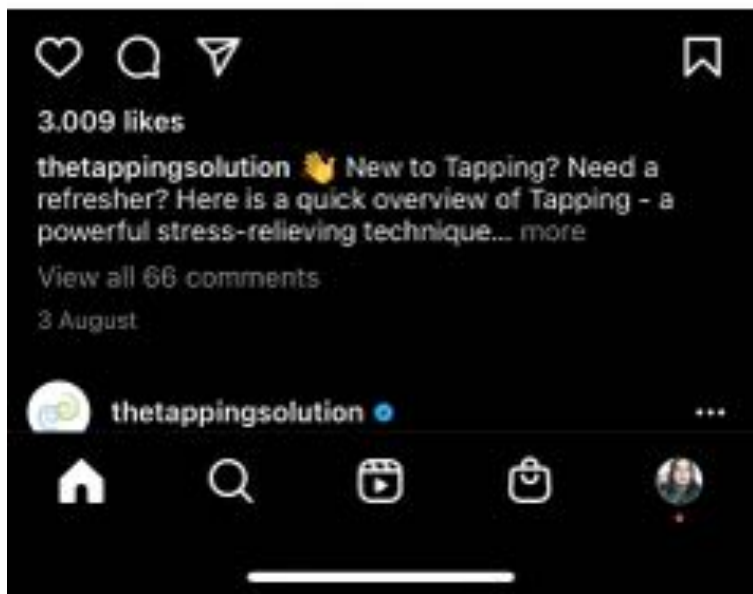 3.009 likes
thetappingsolution 👋 New to Tapping? Need a
refresher? Here is a quick overview of Tapping - a
powerful stress-relieving technique... more
View all 66 comments
3 August
thetappingsolution